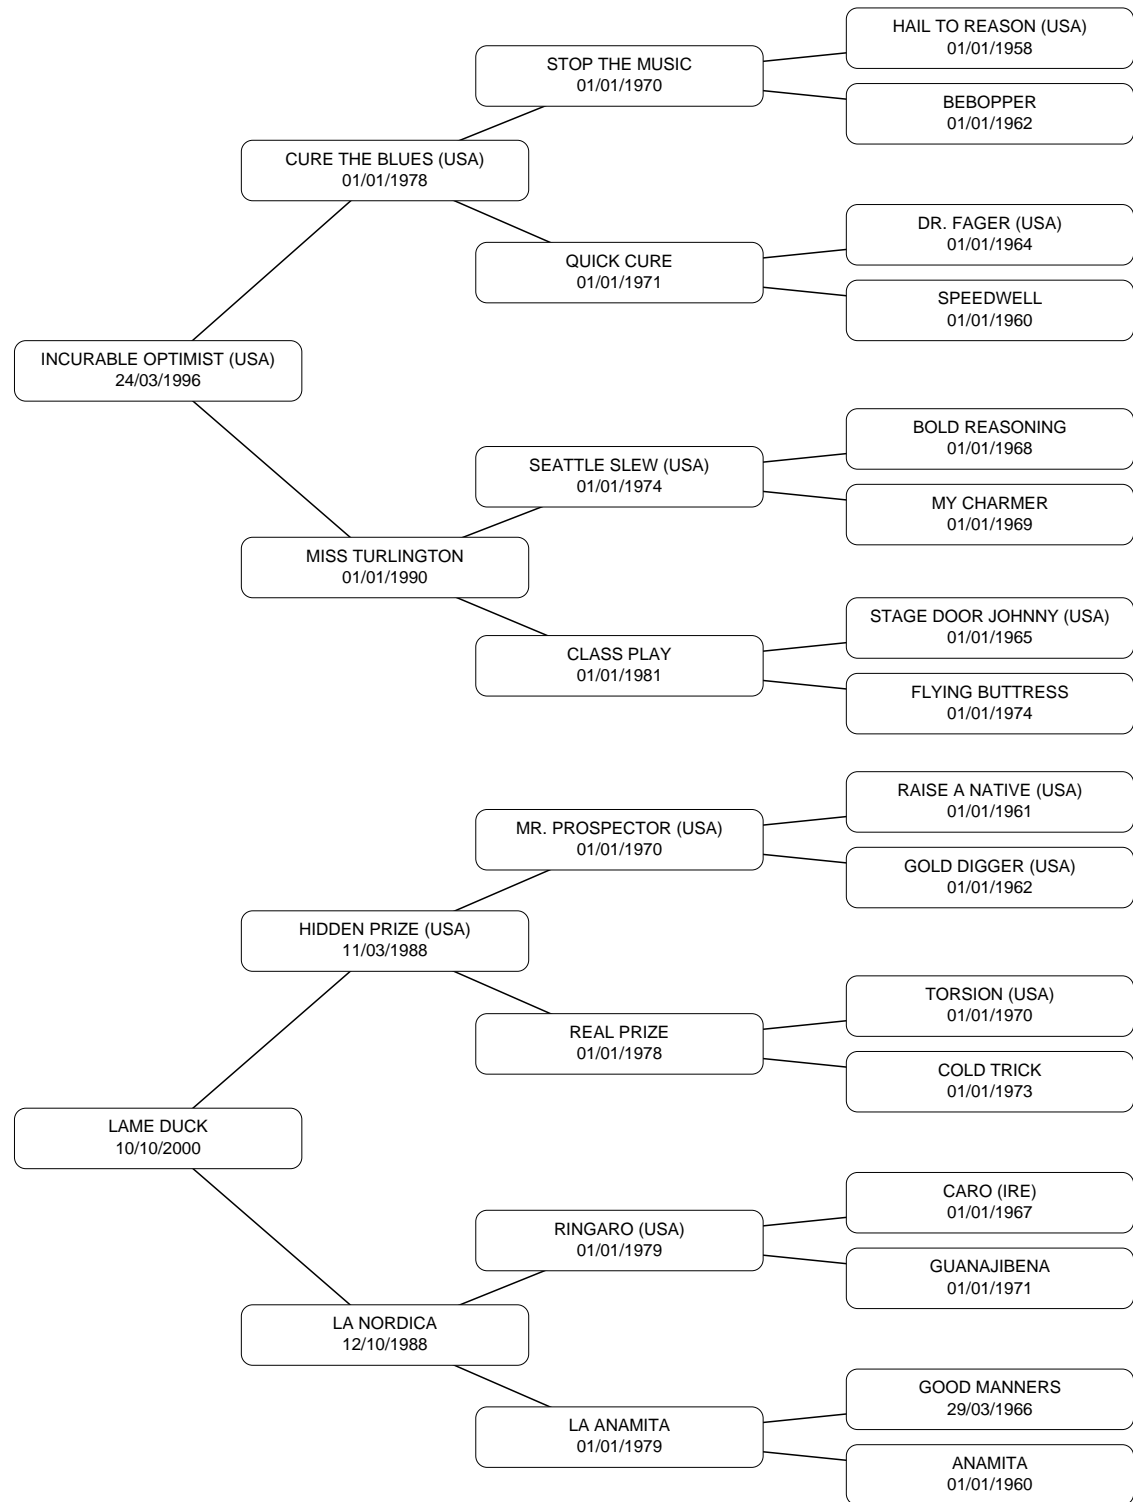 HAIL TO REASON (USA)
01/01/1958
STOP THE MUSIC
01/01/1970
BEBOPPER
01/01/1962
CURE THE BLUES (USA)
01/01/1978
DR. FAGER (USA)
01/01/1964
QUICK CURE
01/01/1971
SPEEDWELL
01/01/1960
INCURABLE OPTIMIST (USA)
24/03/1996
BOLD REASONING
01/01/1968
SEATTLE SLEW (USA)
01/01/1974
MY CHARMER
01/01/1969
MISS TURLINGTON
01/01/1990
STAGE DOOR JOHNNY (USA)
01/01/1965
CLASS PLAY
01/01/1981
FLYING BUTTRESS
01/01/1974
RAISE A NATIVE (USA)
01/01/1961
MR. PROSPECTOR (USA)
01/01/1970
GOLD DIGGER (USA)
01/01/1962
HIDDEN PRIZE (USA)
11/03/1988
TORSION (USA)
01/01/1970
REAL PRIZE
01/01/1978
COLD TRICK
01/01/1973
LAME DUCK
10/10/2000
CARO (IRE)
01/01/1967
RINGARO (USA)
01/01/1979
GUANAJIBENA
01/01/1971
LA NORDICA
12/10/1988
GOOD MANNERS
29/03/1966
LA ANAMITA
01/01/1979
ANAMITA
01/01/1960